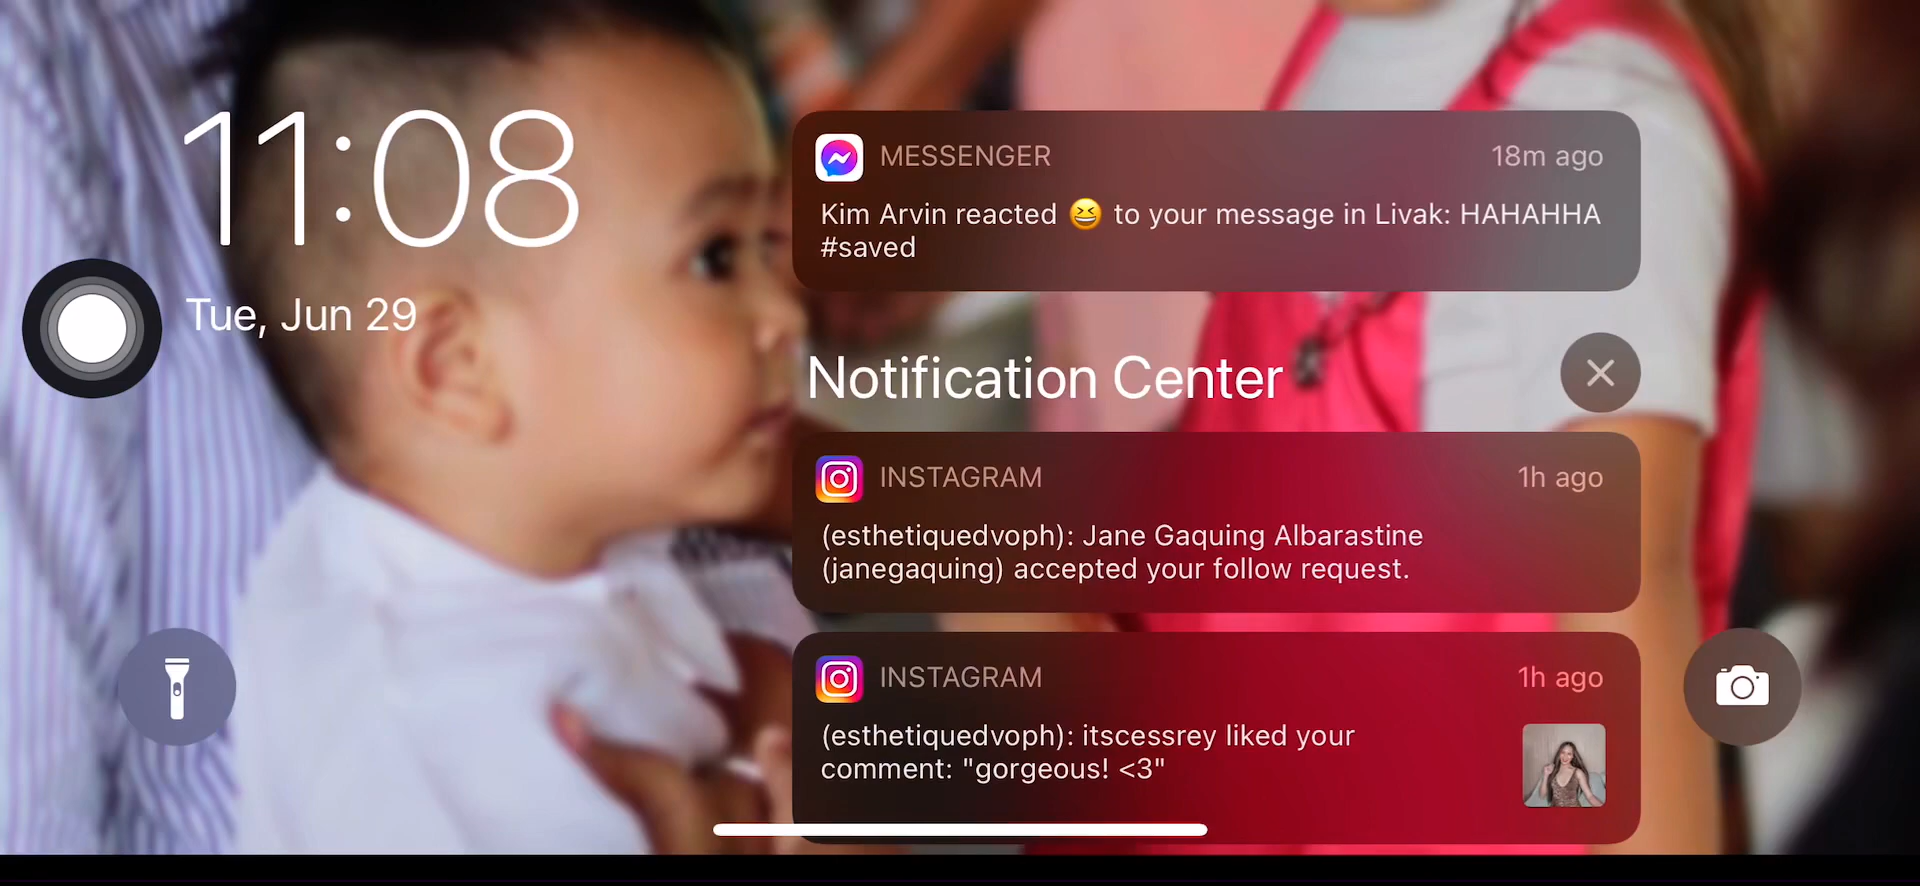 11:08
Tue, Jun 29
MESSENGER 18m ago
Kim Arvin reacted 😆 to your message in Livak: HAHAHHA
#saved
Notification Center
INSTAGRAM 1h ago
(esthetiquedvoph): Jane Gaquing Albarastine
(janegaquing) accepted your follow request.
INSTAGRAM 1h ago
(esthetiquedvoph): itscessrey liked your
comment: "gorgeous! <3"